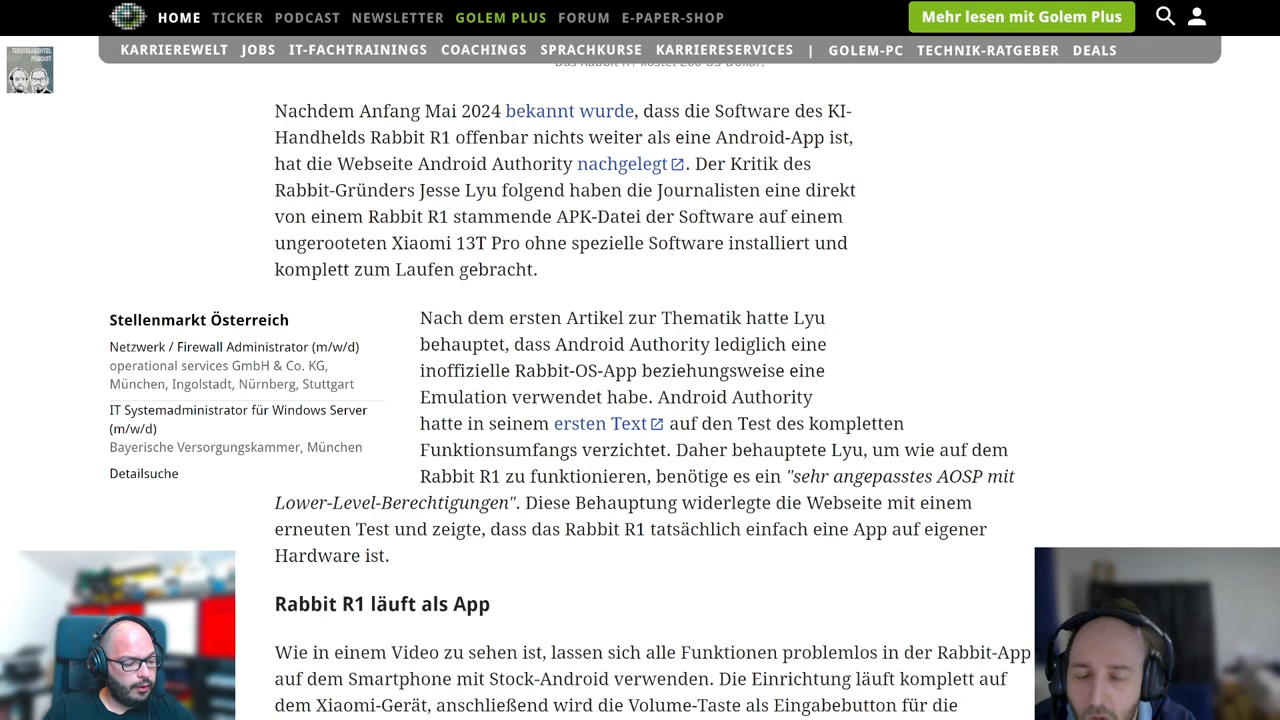 HOME TICKER PODCAST NEWSLETTER GOLEM PLUS FORUM E-PAPER-SHOP
Mehr lesen mit Golem Plus
KARRIEREWELT JOBS IT-FACHTRAININGS COACHINGS SPRACHKURSE KARRIERESERVICES | GOLEM-PC TECHNIK-RATGEBER DEALS
PODCAST
Nachdem Anfang Mai 2024 bekannt wurde, dass die Software des KI-
Handhelds Rabbit R1 offenbar nichts weiter als eine Android-App ist,
hat die Webseite Android Authority nachgelegt. Der Kritik des
Rabbit-Gründers Jesse Lyu folgend haben die Journalisten eine direkt
von einem Rabbit R1 stammende APK-Datei der Software auf einem
ungerooteten Xiaomi 13T Pro ohne spezielle Software installiert und
komplett zum Laufen gebracht.
Stellenmarkt Österreich
Netzwerk / Firewall Administrator (m/w/d)
operational services GmbH & Co. KG,
München, Ingolstadt, Nürnberg, Stuttgart
IT Systemadministrator für Windows Server
(m/w/d)
Bayerische Versorgungskammer, München
Detailsuche
Nach dem ersten Artikel zur Thematik hatte Lyu
behauptet, dass Android Authority lediglich eine
inoffizielle Rabbit-OS-App beziehungsweise eine
Emulation verwendet habe. Android Authority
hatte in seinem ersten Text auf den Test des kompletten
Funktionsumfangs verzichtet. Daher behauptete Lyu, um wie auf dem
Rabbit R1 zu funktionieren, benötige es ein "sehr angepasstes AOSP mit
Lower-Level-Berechtigungen". Diese Behauptung widerlegte die Webseite mit einem
erneuten Test und zeigte, dass das Rabbit R1 tatsächlich einfach eine App auf eigener
Hardware ist.
Rabbit R1 läuft als App
Wie in einem Video zu sehen ist, lassen sich alle Funktionen problemlos in der Rabbit-App
auf dem Smartphone mit Stock-Android verwenden. Die Einrichtung läuft komplett auf
dem Xiaomi-Gerät, anschließend wird die Volume-Taste als Eingabebutton für die